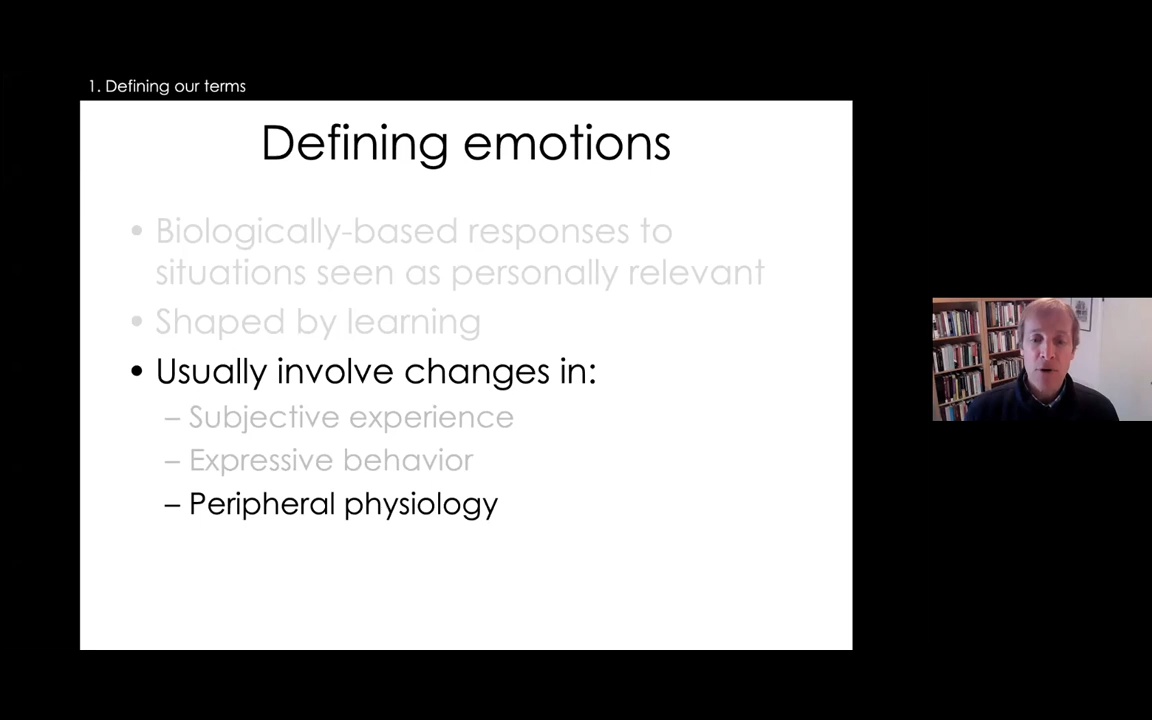 1. Defining our terms
Defining emotions
• Biologically-based responses to
situations seen as personally relevant
• Shaped by learning
• Usually involve changes in:
– Subjective experience
– Expressive behavior
– Peripheral physiology